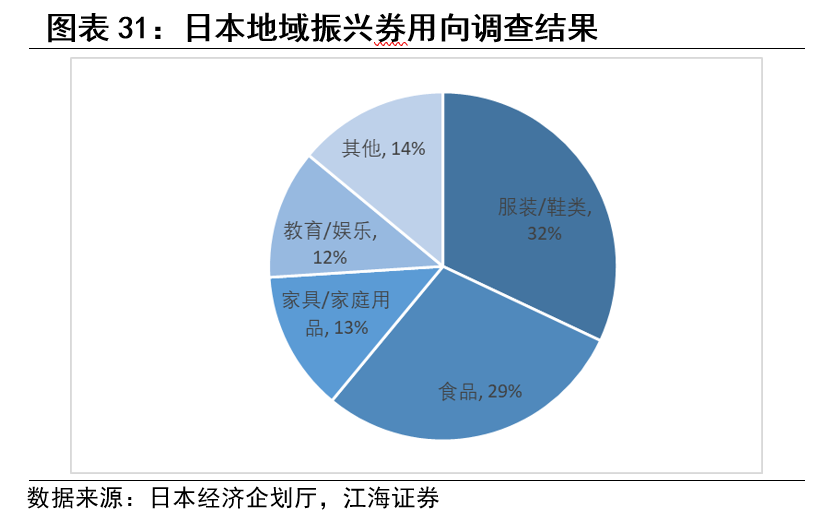 图表 31：日本地域振兴券用向调查结果
其他, 14%
服装/鞋类,
32%
教育/娱乐,
12%
家具/家庭用
品, 13%
食品, 29%
数据来源：日本经济企划厅，江海证券